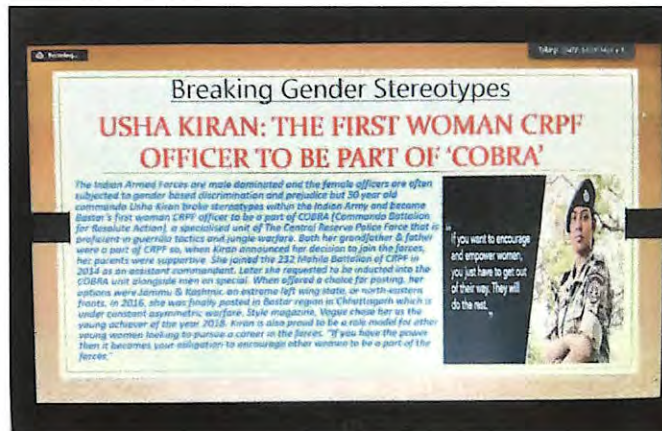 Recording...
Breaking Gender Stereotypes
USHA KIRAN: THE FIRST WOMAN CRPF
OFFICER TO BE PART OF ‘COBRA’
The Indian Armed Forces are male dominated and the female officers are often
subjected to gender based discrimination and prejudice but 30 year old
commando Usha Kiran broke stereotypes within the Indian Army and became
Bastar's first woman CRPF officer to be a part of COBRA (Commando Battalion
for Resolute Action), a specialised unit of The Central Reserve Police Force that is
proficient in guerrilla tactics and jungle warfare. Both her grandfather & father
were a part of CRPF so, when Kiran announced her decision to join the forces,
her parents were supportive. She joined the 232 Mahila Battalion of CRPF in
2014 as an assistant commandant. Later she requested to be inducted into the
COBRA unit alongside men on special. When offered a choice for posting, her
options were Jammu & Kashmir, an extreme left wing state, or north-eastern
fronts. In 2016, she was finally posted in Bastar region in Chhattisgarh which is
under constant asymmetric warfare. Style magazine, Vogue chose her as the
young achiever of the year 2018. Kiran is also proud to be a role model for other
young women looking to pursue a career in the forces. "If you have the power
then it becomes your obligation to encourage other women to be a part of the
forces."
“
If you want to encourage
and empower women,
you just have to get out
of their way. They will
do the rest.
”